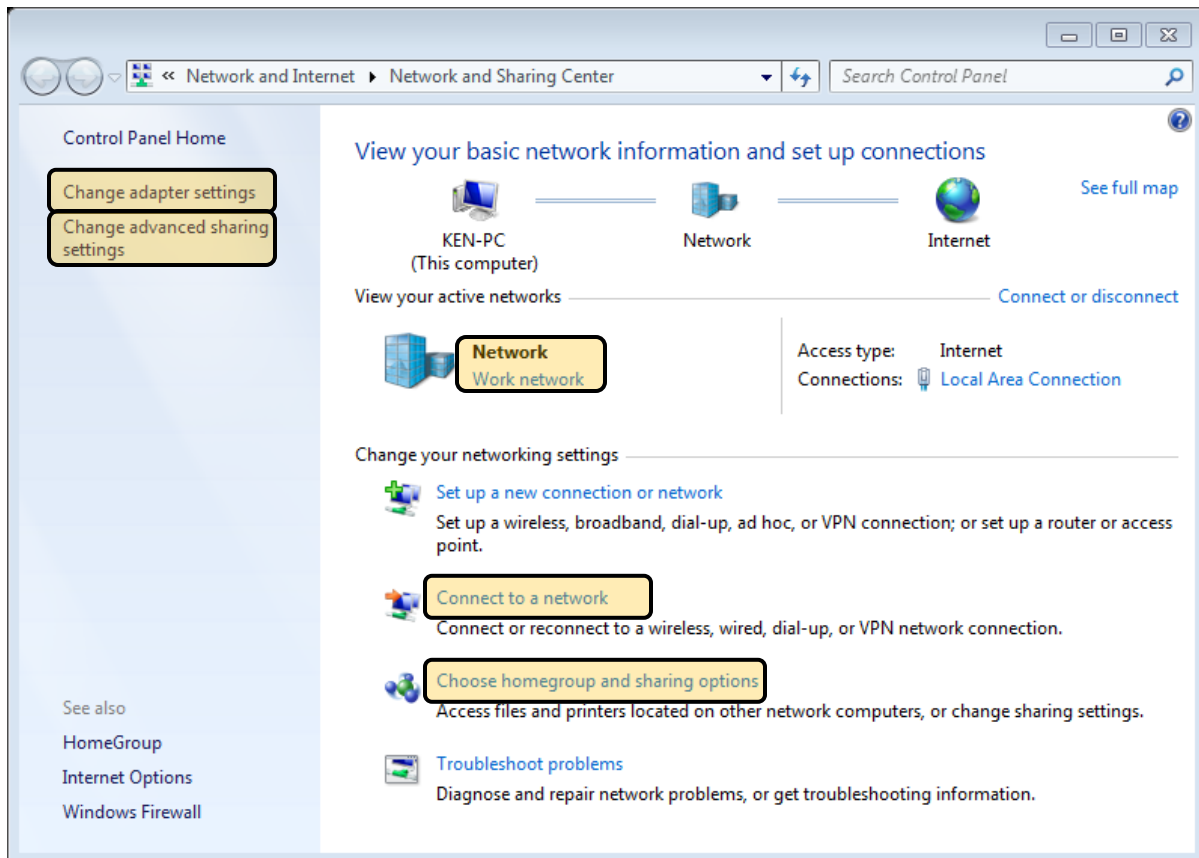 « Network and Internet ▸ Network and Sharing Center
Search Control Panel
Control Panel Home
Change adapter settings
Change advanced sharing
settings
See also
HomeGroup
Internet Options
Windows Firewall
View your basic network information and set up connections
See full map
KEN-PC
(This computer)
Network
Internet
View your active networks
Connect or disconnect
Network
Work network
Access type: Internet
Connections: Local Area Connection
Change your networking settings
Set up a new connection or network
Set up a wireless, broadband, dial-up, ad hoc, or VPN connection; or set up a router or access
point.
Connect to a network
Connect or reconnect to a wireless, wired, dial-up, or VPN network connection.
Choose homegroup and sharing options
Access files and printers located on other network computers, or change sharing settings.
Troubleshoot problems
Diagnose and repair network problems, or get troubleshooting information.